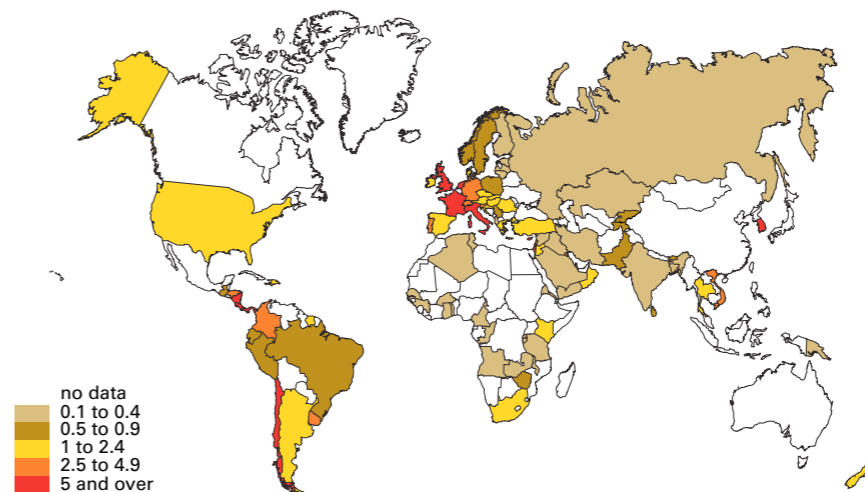 no data
0.1 to 0.4
0.5 to 0.9
1 to 2.4
2.5 to 4.9
5 and over